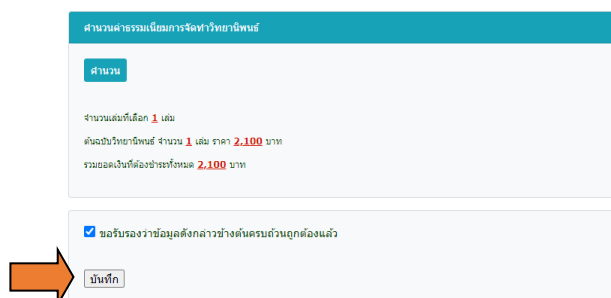 คำนวนค่าธรรมเนียมการจัดทำวิทยานิพนธ์
คำนวน
จำนวนเล่มที่เลือก 1 เล่ม
ต้นฉบับวิทยานิพนธ์ จำนวน 1 เล่ม ราคา 2,100 บาท
รวมยอดเงินที่ต้องชำระทั้งหมด 2,100 บาท
ขอรับรองว่าข้อมูลดังกล่าวข้างต้นครบถ้วนถูกต้องแล้ว
บันทึก